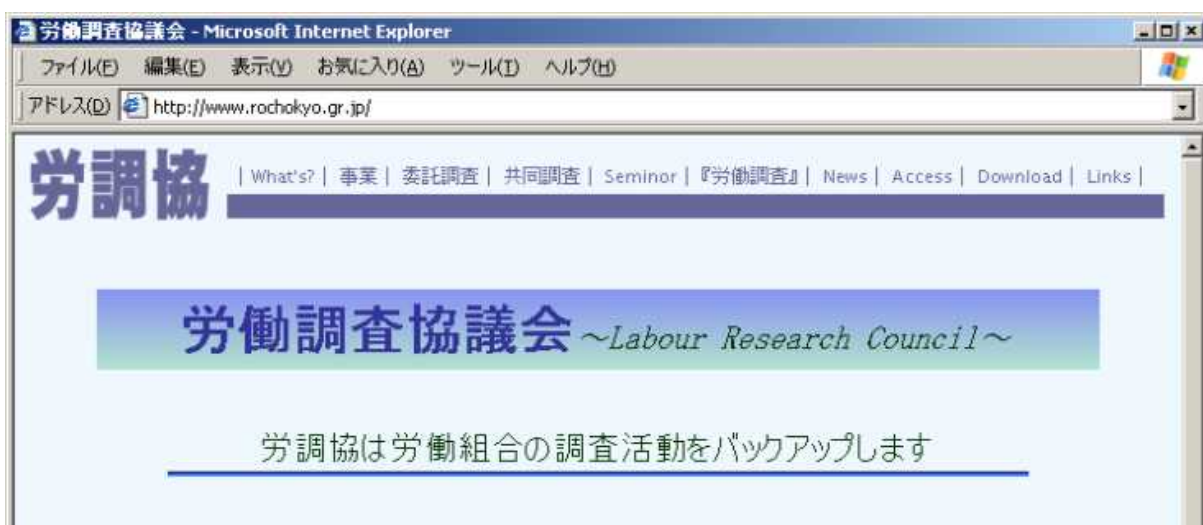 労働調査協議会 - Microsoft Internet Explorer
ファイル(F) 編集(E) 表示(V) お気に入り(A) ツール(T) ヘルプ(H)
アドレス(D) http://www.rochokyo.gr.jp/
労調協 | What's? | 事業 | 委託調査 | 共同調査 | Seminor | 『労働調査』 | News | Access | Download | Links |
労働調査協議会 ～Labour Research Council～
労調協は労働組合の調査活動をバックアップします